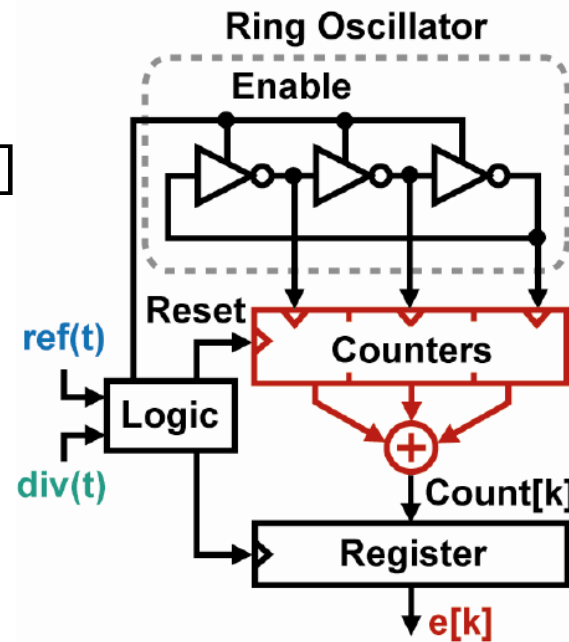 Ring Oscillator
Enable
Reset
ref(t)
Counters
Logic
+
div(t)
Count[k]
Register
e[k]